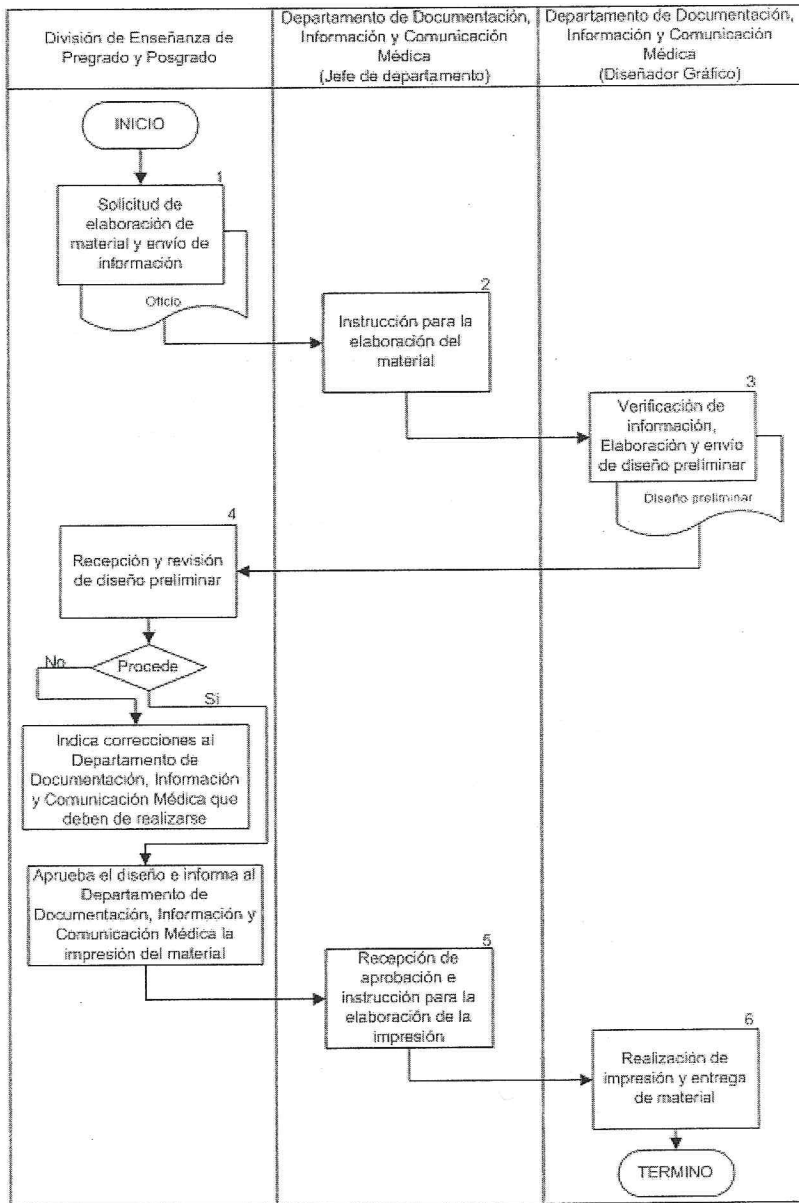 División de Enseñanza de
Pregrado y Posgrado
Departamento de Documentación,
Información y Comunicación
Médica
(Jefe de departamento)
Departamento de Documentación,
Información y Comunicación
Médica
(Diseñador Gráfico)
INICIO
1
Solicitud de
elaboración de
material y envío de
información
Oficio
2
Instrucción para la
elaboración del
material
3
Verificación de
información,
Elaboración y envío
de diseño preliminar
Diseño preliminar
4
Recepción y revisión
de diseño preliminar
Procede
No
Si
Indica correcciones al
Departamento de
Documentación, Información
y Comunicación Médica que
deben de realizarse
Aprueba el diseño e informa al
Departamento de
Documentación, Información y
Comunicación Médica la
impresión del material
5
Recepción de
aprobación e
instrucción para la
elaboración de la
impresión
6
Realización de
impresión y entrega
de material
TERMINO